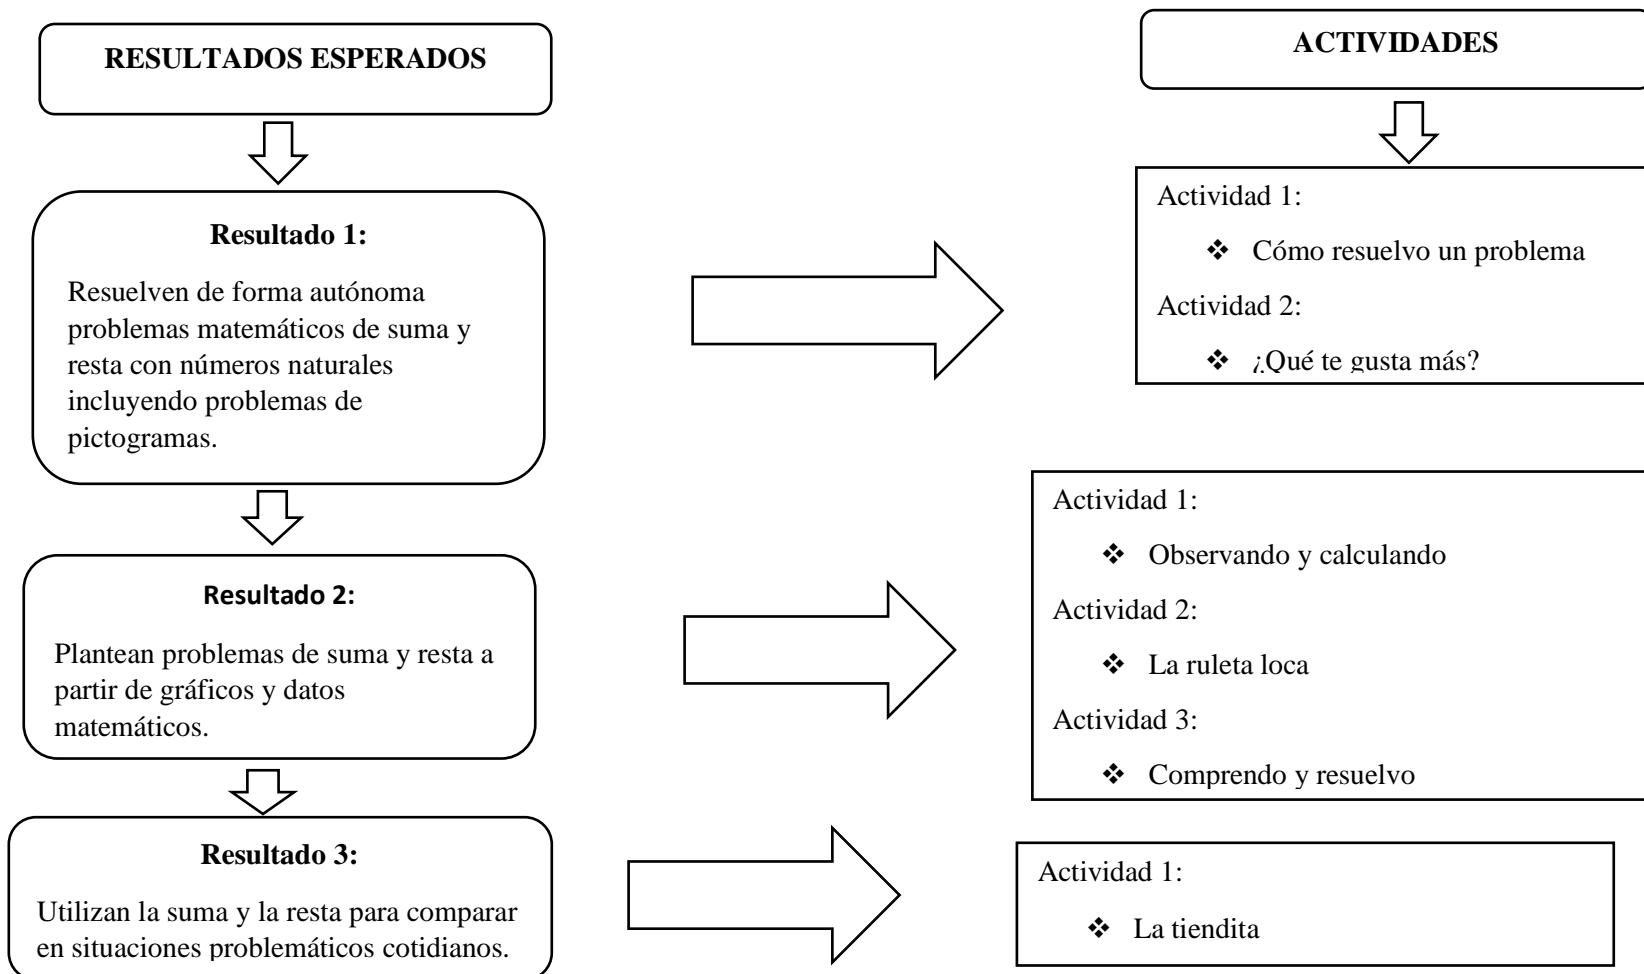 RESULTADOS ESPERADOS
ACTIVIDADES
Resultado 1:
Resuelven de forma autónoma
problemas matemáticos de suma y
resta con números naturales
incluyendo problemas de
pictogramas.
Actividad 1:
❖ Cómo resuelvo un problema
Actividad 2:
❖ ¿Qué te gusta más?
Resultado 2:
Plantean problemas de suma y resta a
partir de gráficos y datos
matemáticos.
Actividad 1:
❖ Observando y calculando
Actividad 2:
❖ La ruleta loca
Actividad 3:
❖ Comprendo y resuelvo
Resultado 3:
Utilizan la suma y la resta para comparar
en situaciones problemáticos cotidianos.
Actividad 1:
❖ La tiendita